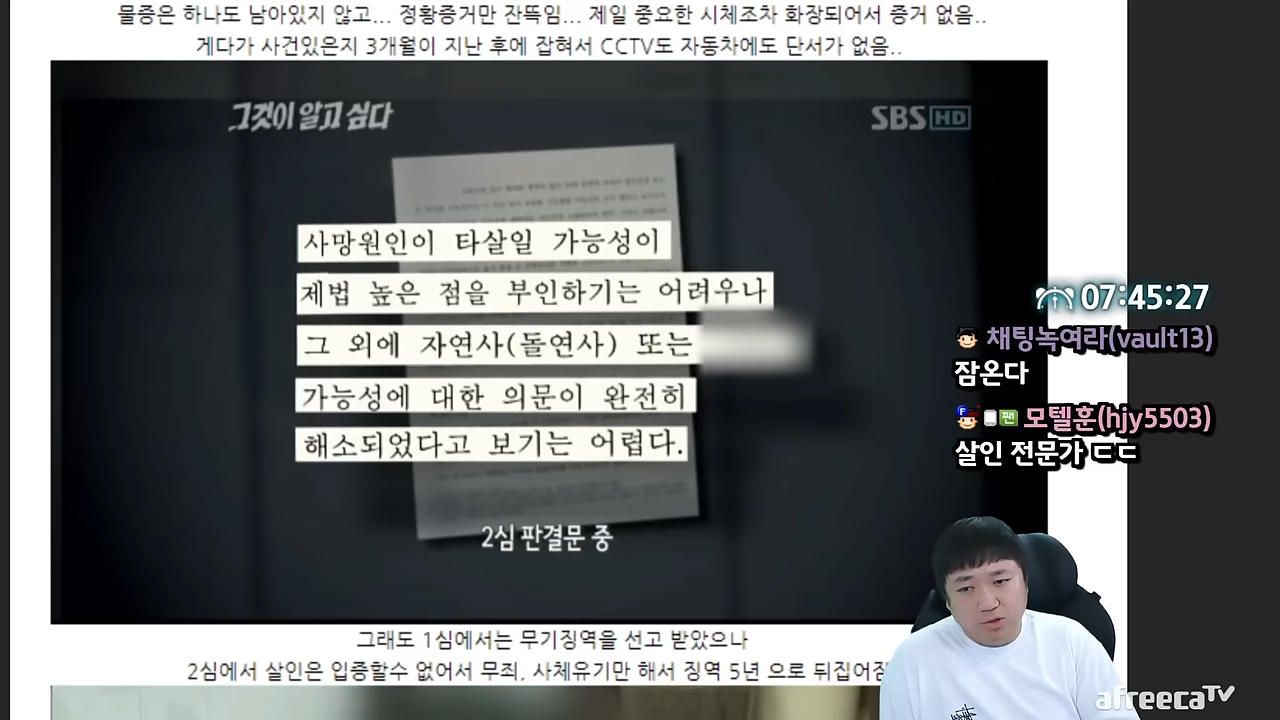 물증은 하나도 남아있지 않고... 정황증거만 잔뜩임... 제일 중요한 시체조차 화장되어서 증거 없음..
게다가 사건있은지 3개월이 지난 후에 잡혀서 CCTV도 자동차에도 단서가 없음..
그것이 알고 싶다
SBS HD
사망원인이 타살일 가능성이
제법 높은 점을 부인하기는 어려우나
그 외에 자연사(돌연사) 또는
가능성에 대한 의문이 완전히
해소되었다고 보기는 어렵다.
2심 판결문 중
07:45:27
채팅녹여라(vault13)
잠온다
F 팬 모텔훈(hjy5503)
살인 전문가 ㄷㄷ
그래도 1심에서는 무기징역을 선고 받았으나
2심에서 살인은 입증할수 없어서 무죄, 사체유기만 해서 징역 5년 으로 뒤집어짐
afreecaTV